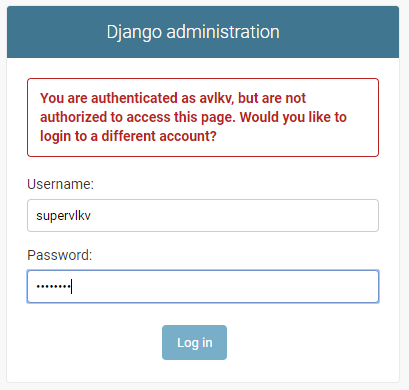 Django administration
You are authenticated as avlkv, but are not
authorized to access this page. Would you like to
login to a different account?
Username:
supervlkv
Password:
••••••••
Log in